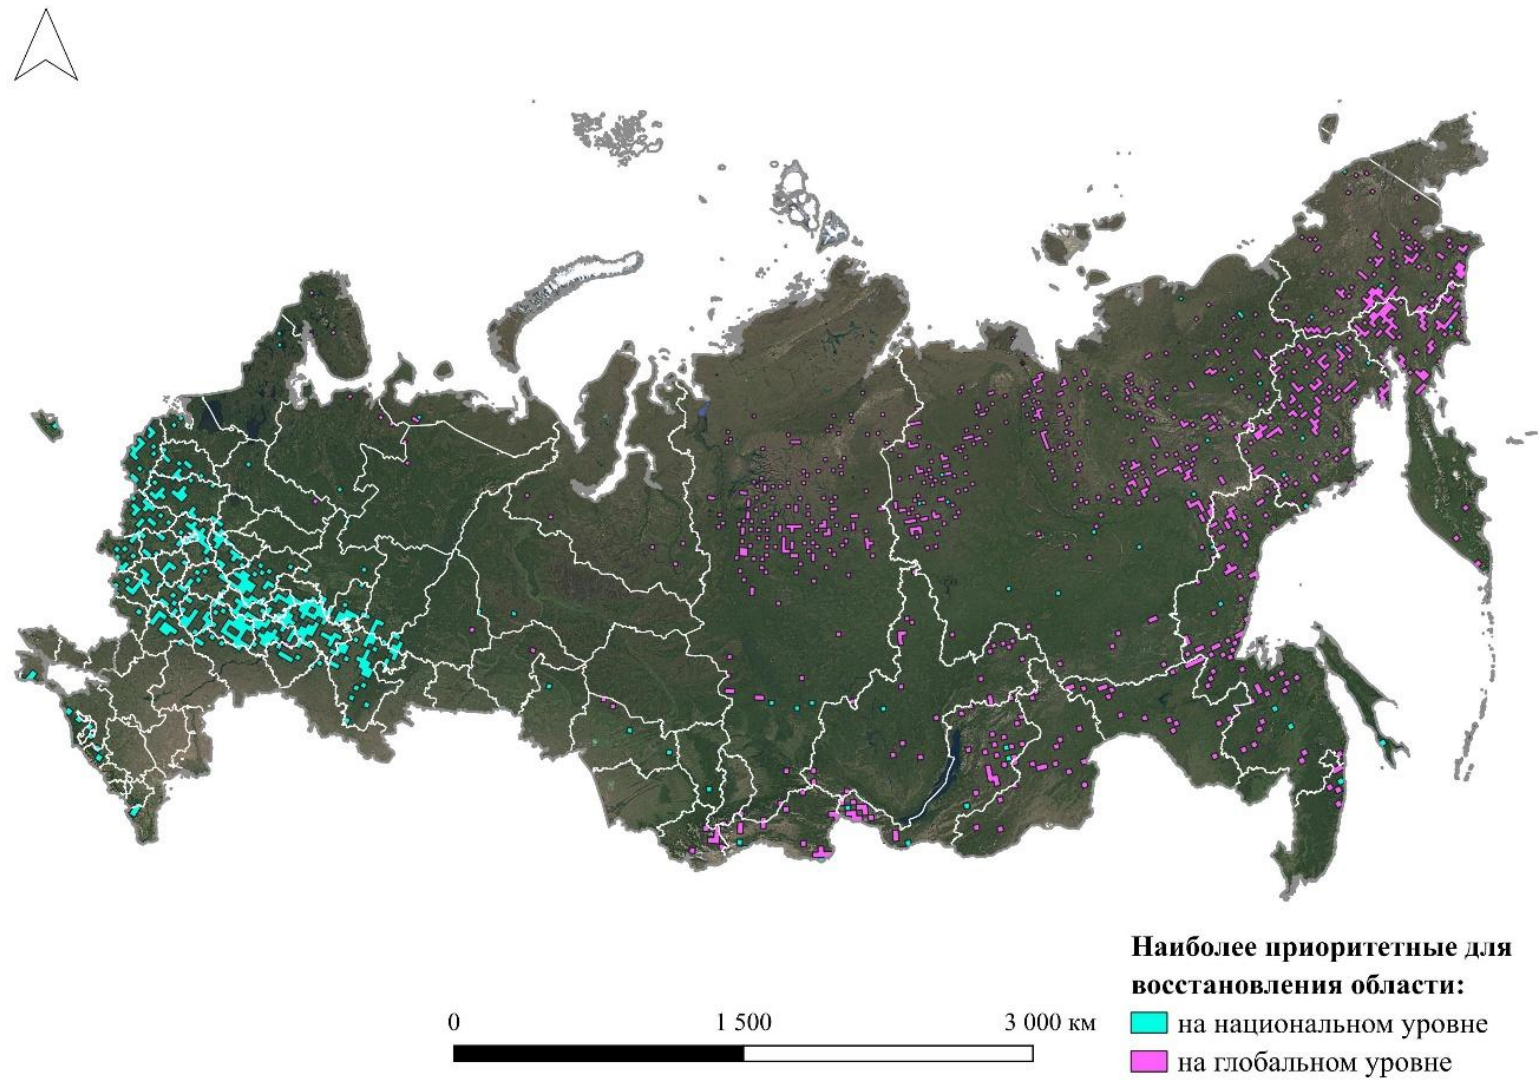 Наиболее приоритетные для
восстановления области:
на национальном уровне
на глобальном уровне
0 1 500 3 000 км